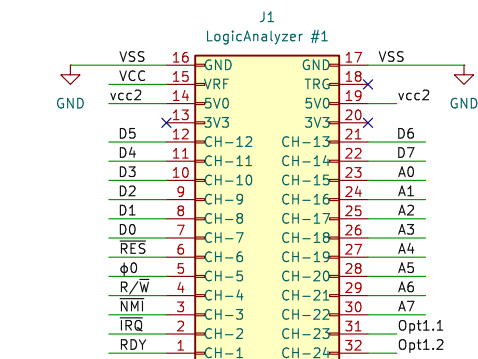 J1
LogicAnalyzer #1
VSS 16 GND GND 17 VSS
VCC 15 VRF TRG 18
vcc2 14 5V0 5V0 19 vcc2
GND GND
13 3V3 3V3 20
D5 12 CH-12 CH-13 21 D6
D4 11 CH-11 CH-14 22 D7
D3 10 CH-10 CH-15 23 A0
D2 9 CH-9 CH-16 24 A1
D1 8 CH-8 CH-17 25 A2
D0 7 CH-7 CH-18 26 A3
R̅E̅S̅ 6 CH-6 CH-19 27 A4
ϕ0 5 CH-5 CH-20 28 A5
R/W̅ 4 CH-4 CH-21 29 A6
N̅M̅I̅ 3 CH-3 CH-22 30 A7
I̅R̅Q̅ 2 CH-2 CH-23 31 Opt1.1
RDY 1 CH-1 CH-24 32 Opt1.2